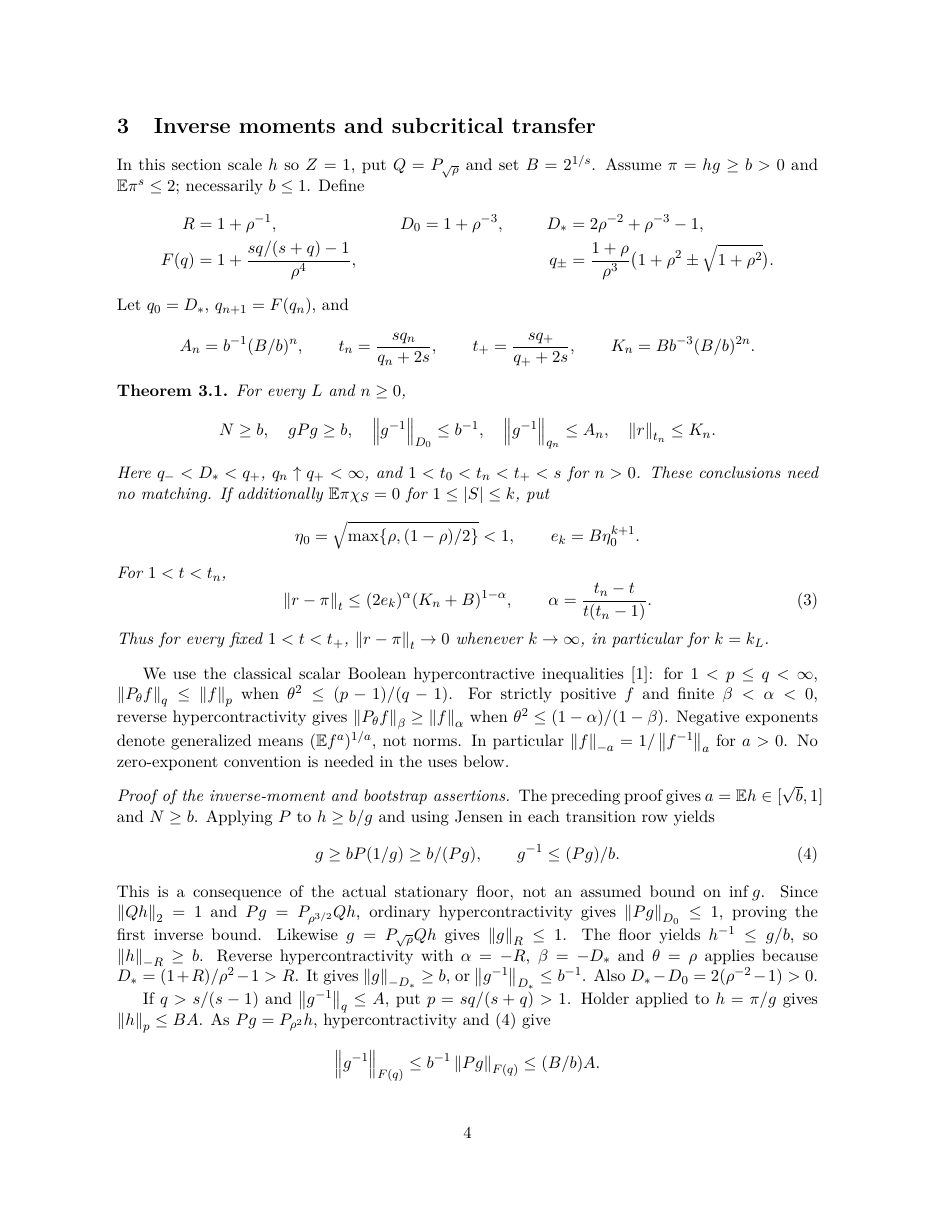 3 Inverse moments and subcritical transfer
In this section scale h so Z = 1, put Q = P_{√ρ} and set B = 2^{1/s}. Assume π = hg ≥ b > 0 and
𝔼π^s ≤ 2; necessarily b ≤ 1. Define
R = 1 + ρ^{−1}, D_0 = 1 + ρ^{−3}, D_* = 2ρ^{−2} + ρ^{−3} − 1,
F(q) = 1 + \frac{sq/(s + q) − 1}{ρ^4}, q_± = \frac{1 + ρ}{ρ^3}(1 + ρ^2 ± \sqrt{1 + ρ^2}).
Let q_0 = D_*, q_{n+1} = F(q_n), and
A_n = b^{−1}(B/b)^n, t_n = \frac{sq_n}{q_n + 2s}, t_+ = \frac{sq_+}{q_+ + 2s}, K_n = Bb^{−3}(B/b)^{2n}.
Theorem 3.1. For every L and n ≥ 0,
N ≥ b, gPg ≥ b, ‖g^{−1}‖_{D_0} ≤ b^{−1}, ‖g^{−1}‖_{q_n} ≤ A_n, ‖r‖_{t_n} ≤ K_n.
Here q_− < D_* < q_+, q_n ↑ q_+ < ∞, and 1 < t_0 < t_n < t_+ < s for n > 0. These conclusions need
no matching. If additionally 𝔼πχ_S = 0 for 1 ≤ |S| ≤ k, put
η_0 = \sqrt{max{ρ, (1 − ρ)/2}} < 1, e_k = Bη_0^{k+1}.
For 1 < t < t_n,
‖r − π‖_t ≤ (2e_k)^α(K_n + B)^{1−α}, α = \frac{t_n − t}{t(t_n − 1)}. (3)
Thus for every fixed 1 < t < t_+, ‖r − π‖_t → 0 whenever k → ∞, in particular for k = k_L.
We use the classical scalar Boolean hypercontractive inequalities [1]: for 1 < p ≤ q < ∞,
‖P_θf‖_q ≤ ‖f‖_p when θ^2 ≤ (p − 1)/(q − 1). For strictly positive f and finite β < α < 0,
reverse hypercontractivity gives ‖P_θf‖_β ≥ ‖f‖_α when θ^2 ≤ (1 − α)/(1 − β). Negative exponents
denote generalized means (𝔼f^a)^{1/a}, not norms. In particular ‖f‖_{−a} = 1/‖f^{−1}‖_a for a > 0. No
zero-exponent convention is needed in the uses below.
Proof of the inverse-moment and bootstrap assertions. The preceding proof gives a = 𝔼h ∈ [√b, 1]
and N ≥ b. Applying P to h ≥ b/g and using Jensen in each transition row yields
g ≥ bP(1/g) ≥ b/(Pg), g^{−1} ≤ (Pg)/b. (4)
This is a consequence of the actual stationary floor, not an assumed bound on inf g. Since
‖Qh‖_2 = 1 and Pg = P_{ρ^{3/2}}Qh, ordinary hypercontractivity gives ‖Pg‖_{D_0} ≤ 1, proving the
first inverse bound. Likewise g = P_{√ρ}Qh gives ‖g‖_R ≤ 1. The floor yields h^{−1} ≤ g/b, so
‖h‖_{−R} ≥ b. Reverse hypercontractivity with α = −R, β = −D_* and θ = ρ applies because
D_* = (1+R)/ρ^2−1 > R. It gives ‖g‖_{−D_*} ≥ b, or ‖g^{−1}‖_{D_*} ≤ b^{−1}. Also D_*−D_0 = 2(ρ^{−2}−1) > 0.
If q > s/(s − 1) and ‖g^{−1}‖_q ≤ A, put p = sq/(s + q) > 1. Holder applied to h = π/g gives
‖h‖_p ≤ BA. As Pg = P_{ρ^2}h, hypercontractivity and (4) give
‖g^{−1}‖_{F(q)} ≤ b^{−1} ‖Pg‖_{F(q)} ≤ (B/b)A.
4